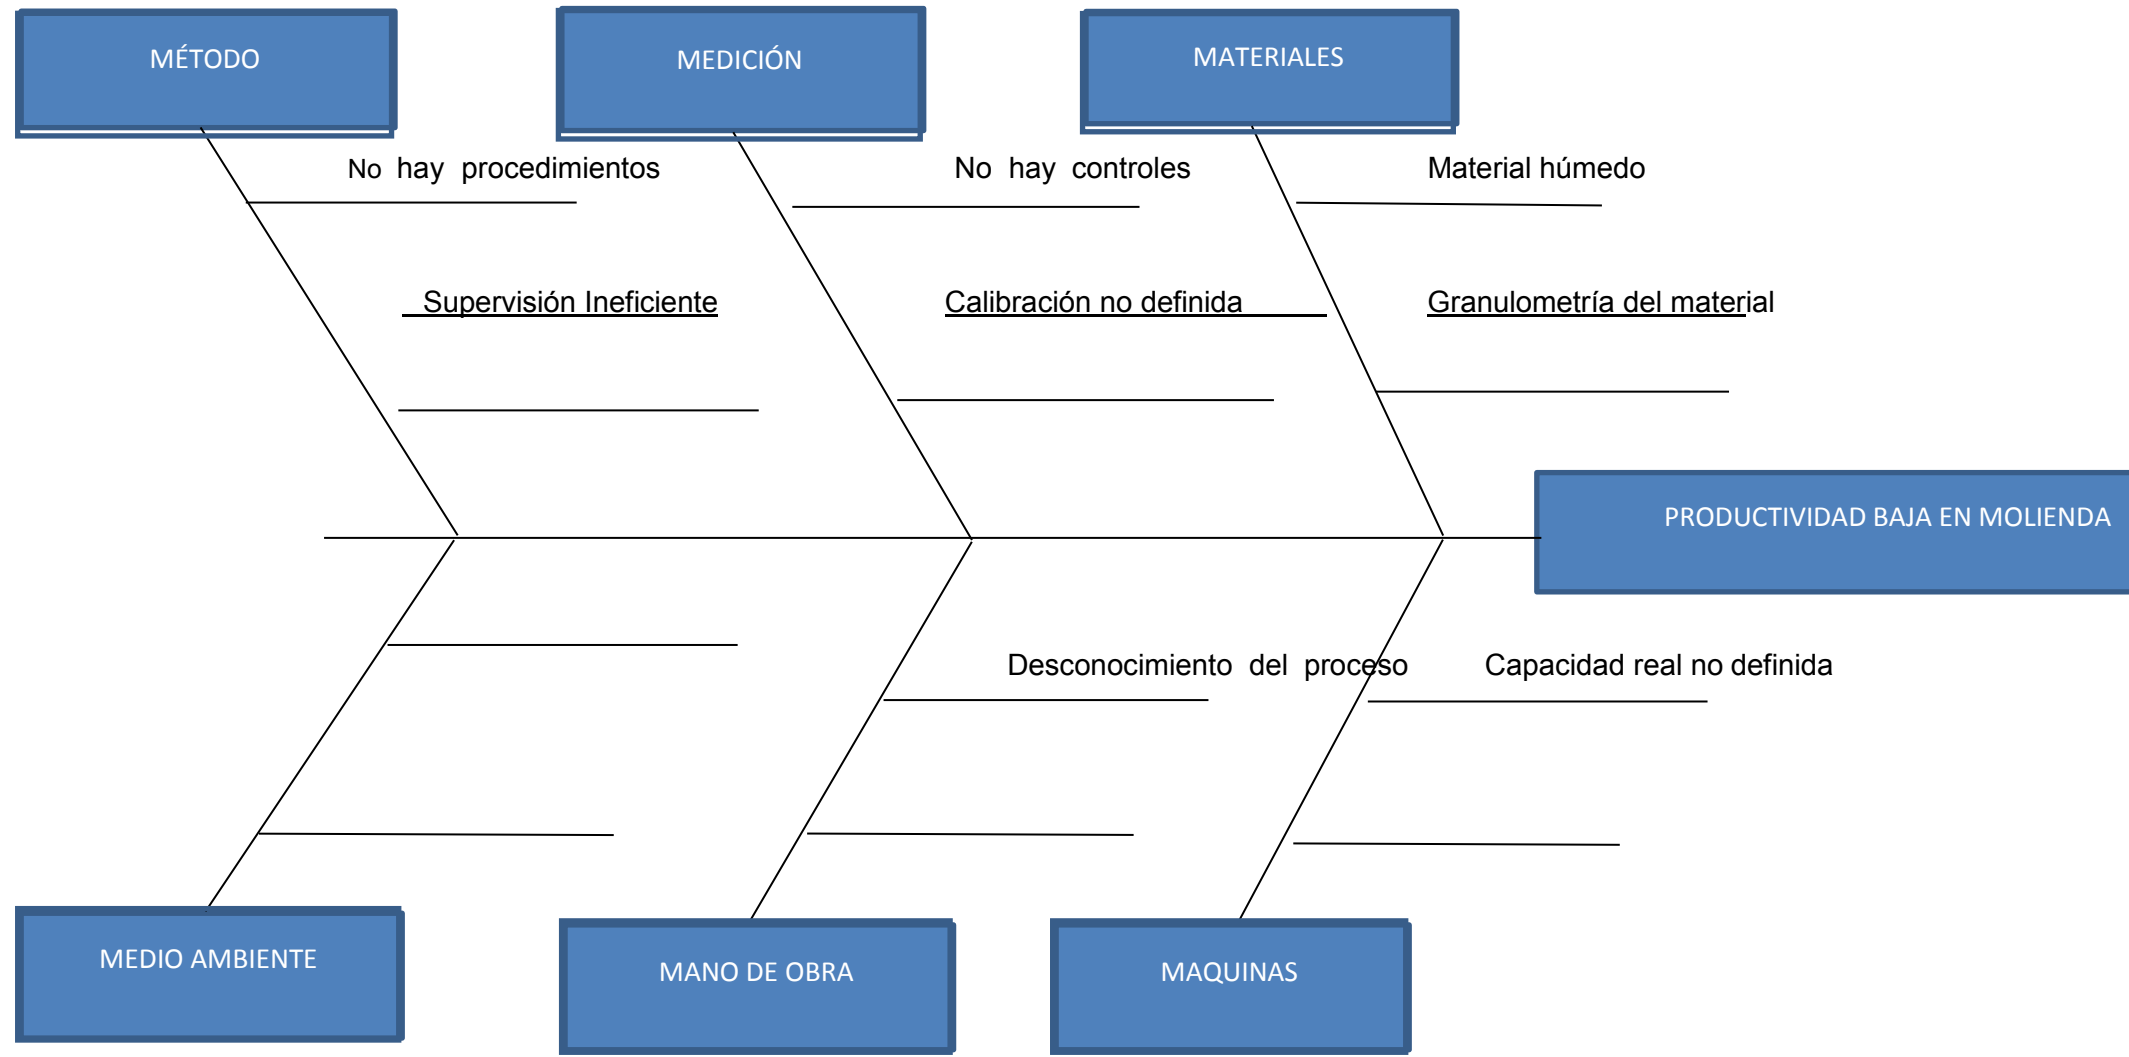 MÉTODO
MEDICIÓN
MATERIALES
No hay procedimientos
No hay controles
Material húmedo
Supervisión Ineficiente
Calibración no definida
Granulometría del material
PRODUCTIVIDAD BAJA EN MOLIENDA
Desconocimiento del proceso
Capacidad real no definida
MEDIO AMBIENTE
MANO DE OBRA
MAQUINAS